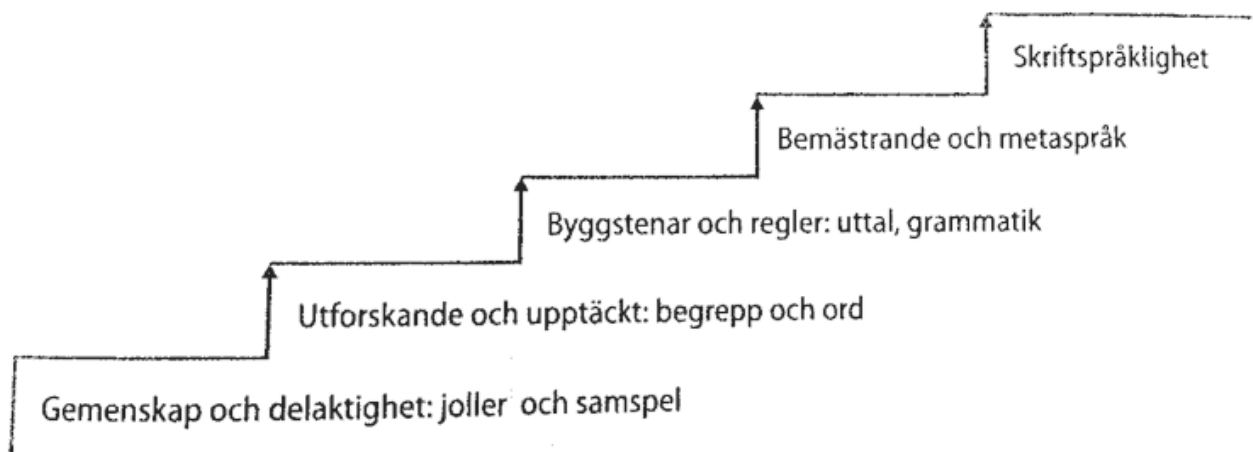 Skriftspråklighet
Bemästrande och metaspråk
Byggstenar och regler: uttal, grammatik
Utforskande och upptäckt: begrepp och ord
Gemenskap och delaktighet: joller och samspel